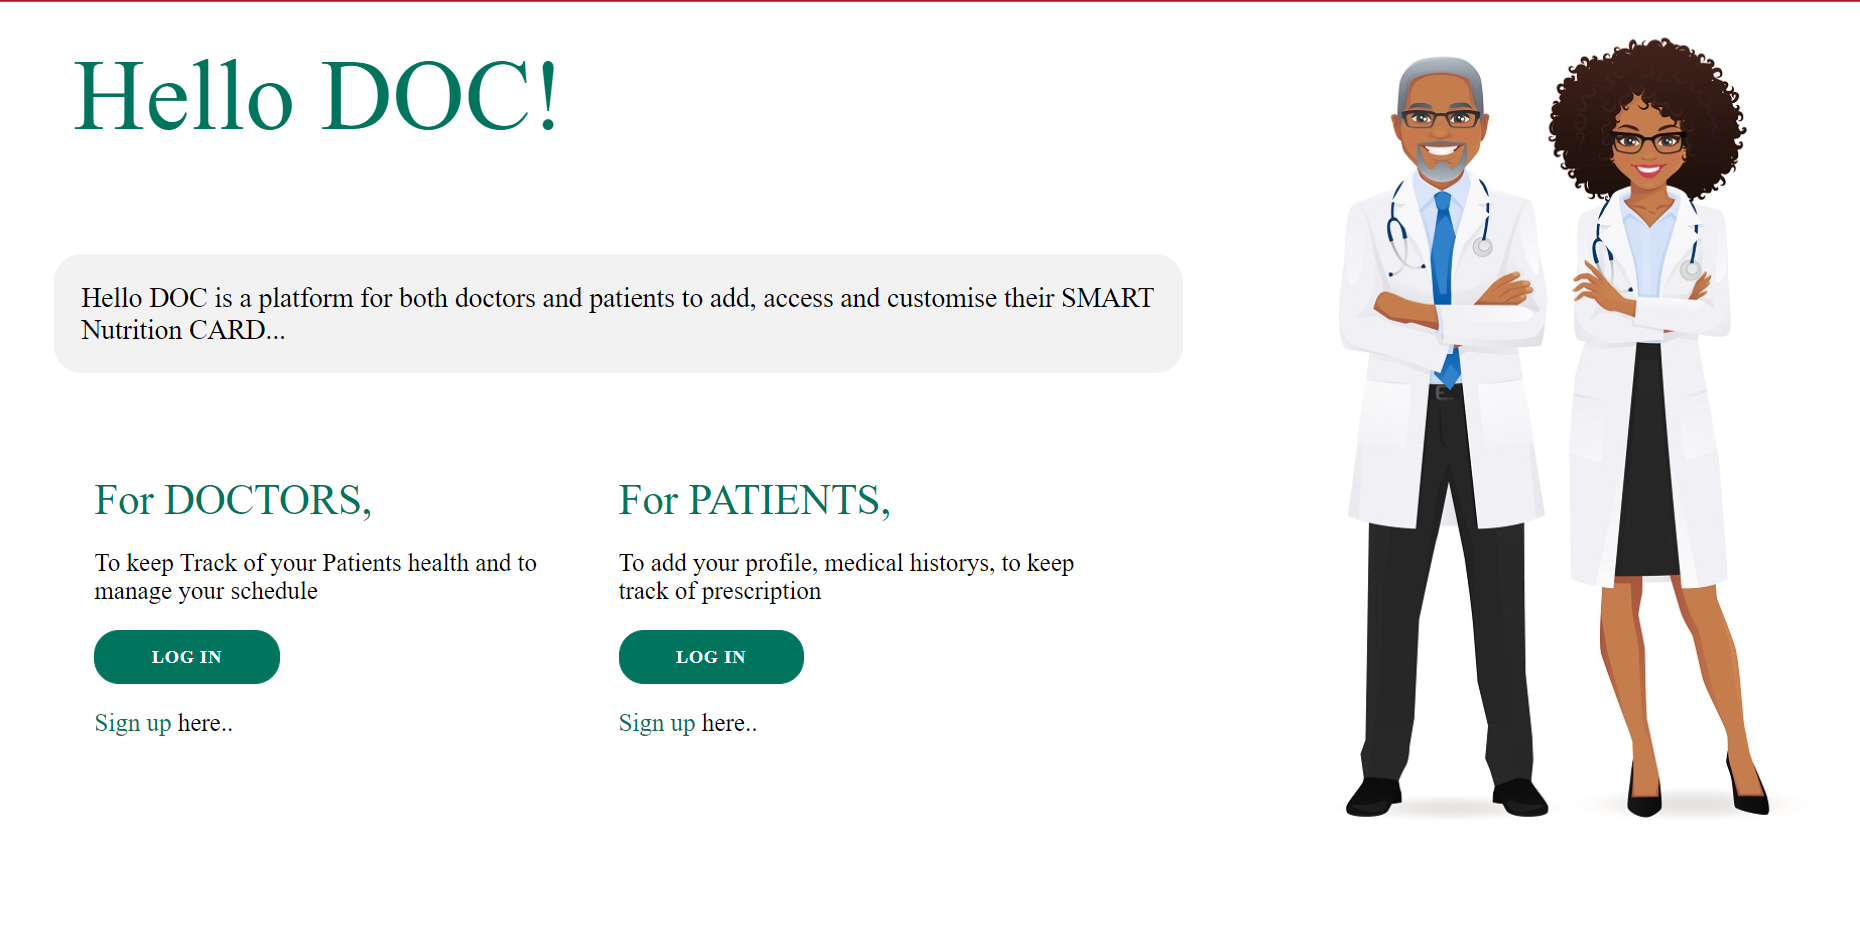 Hello DOC!
Hello DOC is a platform for both doctors and patients to add, access and customise their SMART
Nutrition CARD...
For DOCTORS,
To keep Track of your Patients health and to
manage your schedule
LOG IN
Sign up here..
For PATIENTS,
To add your profile, medical historys, to keep
track of prescription
LOG IN
Sign up here..